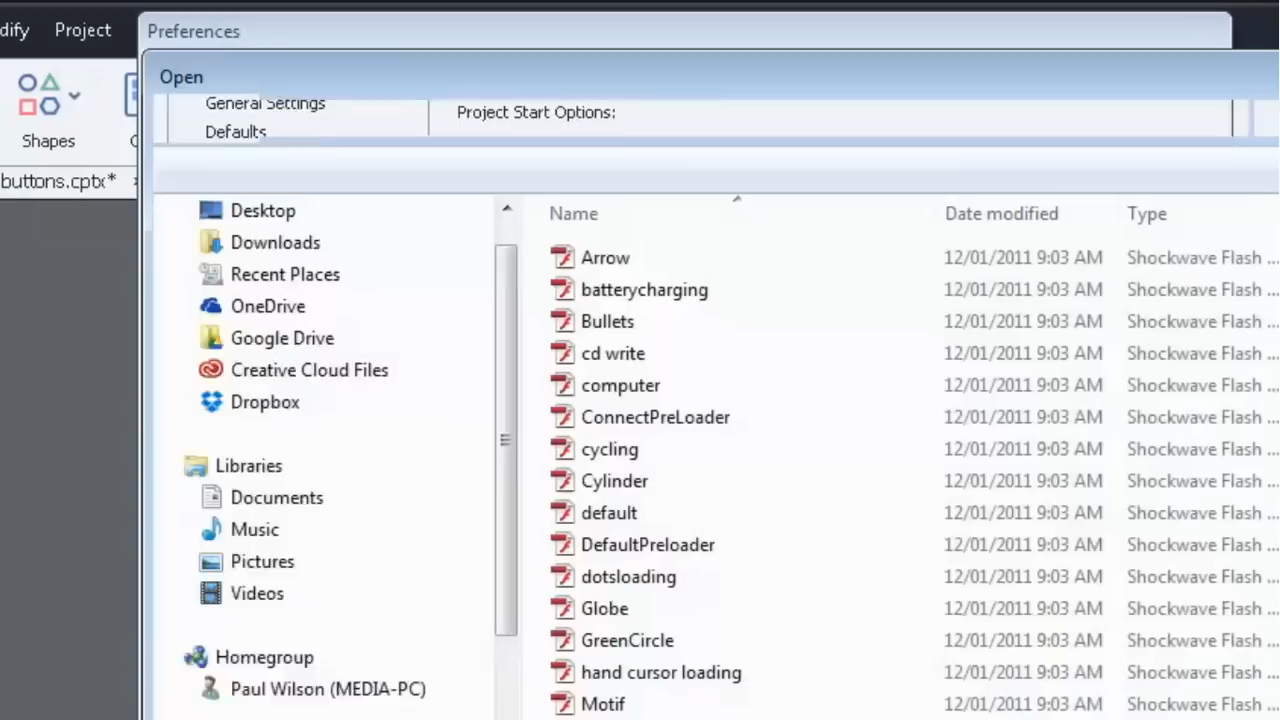 dify Project
Preferences
Open
General Settings
Project Start Options:
Defaults
Shapes
buttons.cptx*
Name Date modified Type
Desktop
Downloads
Recent Places
OneDrive
Google Drive
Creative Cloud Files
Dropbox
Libraries
Documents
Music
Pictures
Videos
Homegroup
Paul Wilson (MEDIA-PC)
Arrow 12/01/2011 9:03 AM Shockwave Flash ...
batterycharging 12/01/2011 9:03 AM Shockwave Flash ...
Bullets 12/01/2011 9:03 AM Shockwave Flash ...
cd write 12/01/2011 9:03 AM Shockwave Flash ...
computer 12/01/2011 9:03 AM Shockwave Flash ...
ConnectPreLoader 12/01/2011 9:03 AM Shockwave Flash ...
cycling 12/01/2011 9:03 AM Shockwave Flash ...
Cylinder 12/01/2011 9:03 AM Shockwave Flash ...
default 12/01/2011 9:03 AM Shockwave Flash ...
DefaultPreloader 12/01/2011 9:03 AM Shockwave Flash ...
dotsloading 12/01/2011 9:03 AM Shockwave Flash ...
Globe 12/01/2011 9:03 AM Shockwave Flash ...
GreenCircle 12/01/2011 9:03 AM Shockwave Flash ...
hand cursor loading 12/01/2011 9:03 AM Shockwave Flash ...
Motif 12/01/2011 9:03 AM Shockwave Flash ...